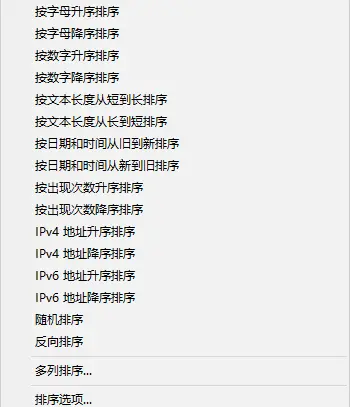 按字母升序排序
按字母降序排序
按数字升序排序
按数字降序排序
按文本长度从短到长排序
按文本长度从长到短排序
按日期和时间从旧到新排序
按日期和时间从新到旧排序
按出现次数升序排序
按出现次数降序排序
IPv4 地址升序排序
IPv4 地址降序排序
IPv6 地址升序排序
IPv6 地址降序排序
随机排序
反向排序
多列排序...
排序选项...